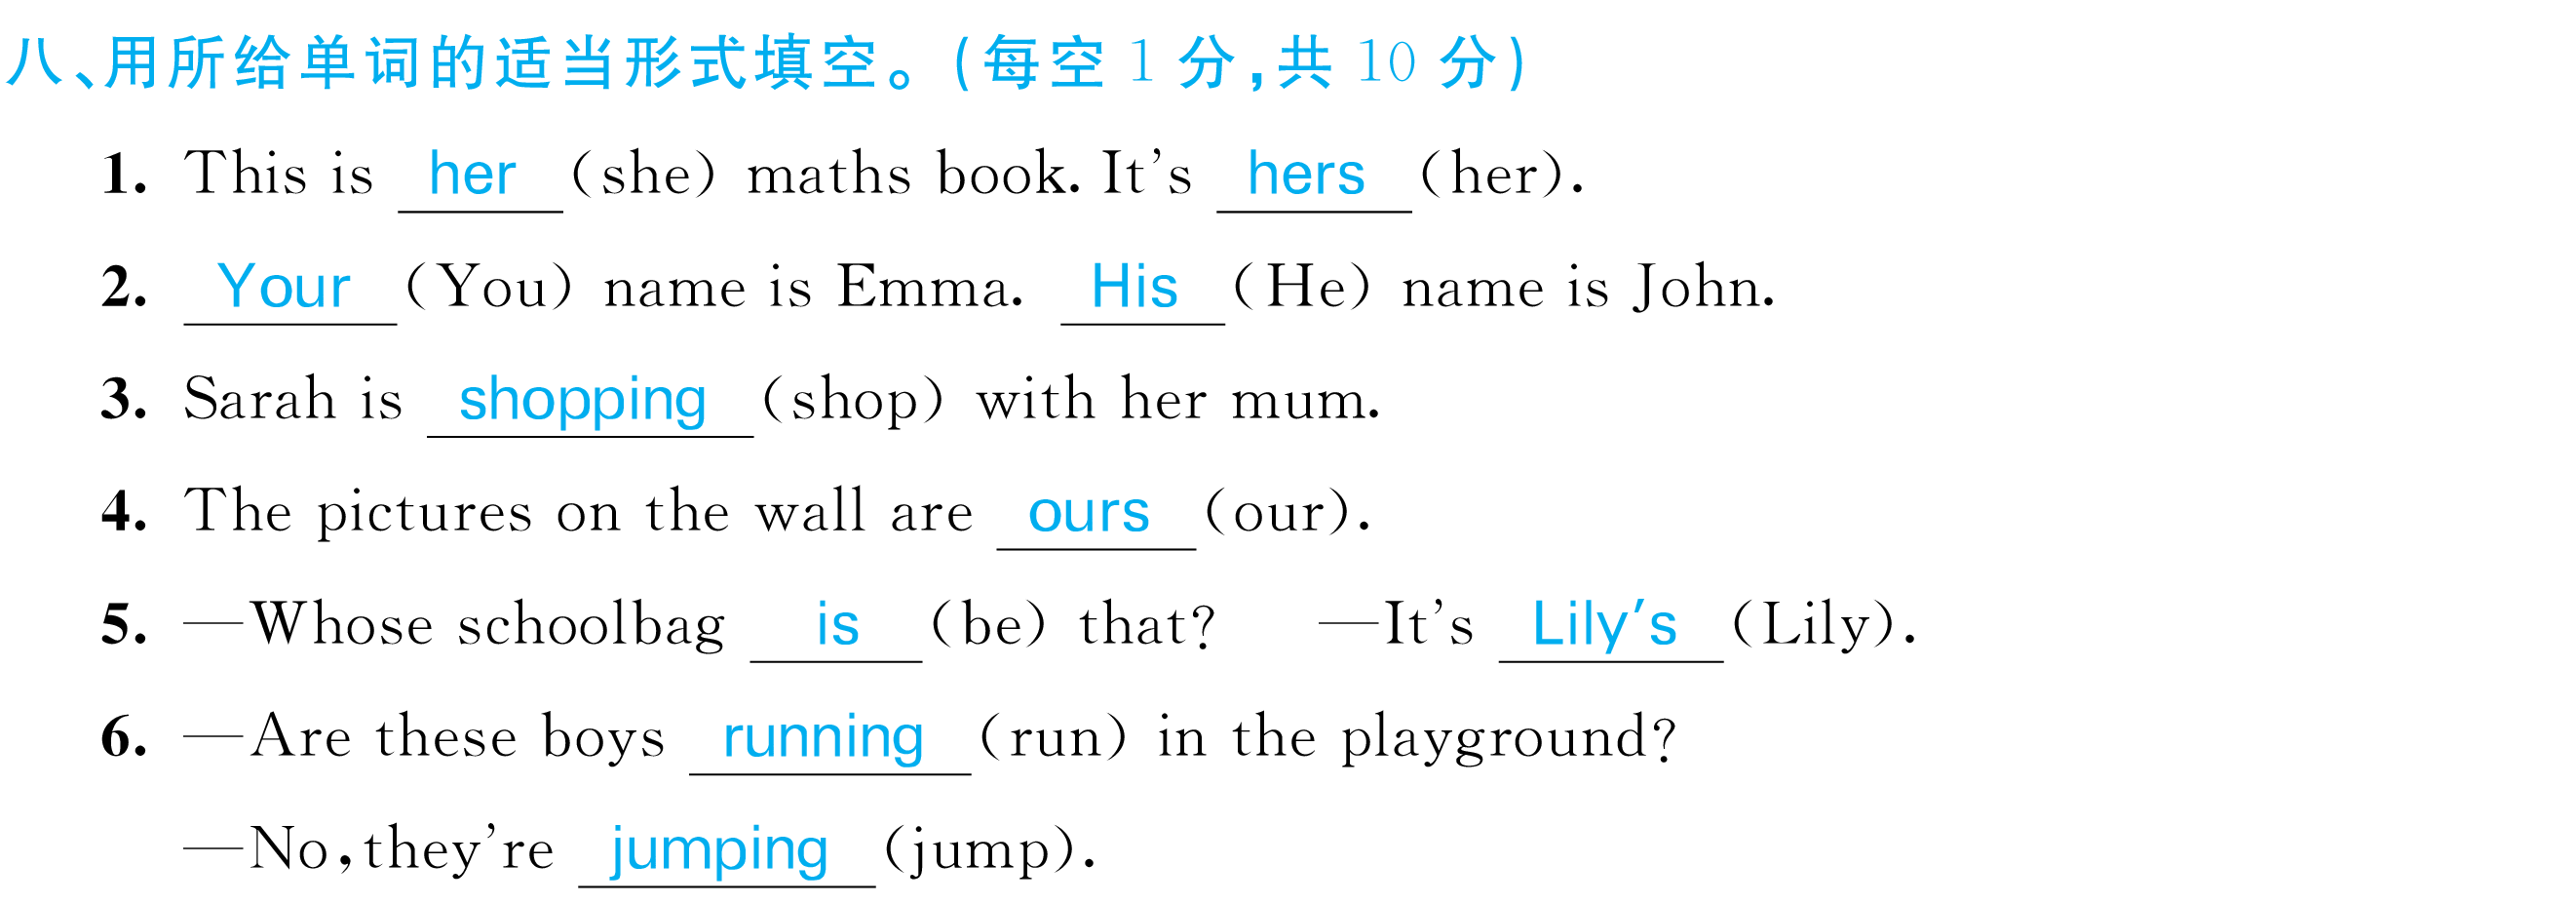 八、用所给单词的适当形式填空。(每空 1 分,共 10 分)
1. This is her (she) maths book. It's hers (her).
2. Your (You) name is Emma. His (He) name is John.
3. Sarah is shopping (shop) with her mum.
4. The pictures on the wall are ours (our).
5. —Whose schoolbag is (be) that? —It's Lily's (Lily).
6. —Are these boys running (run) in the playground?
—No,they're jumping (jump).